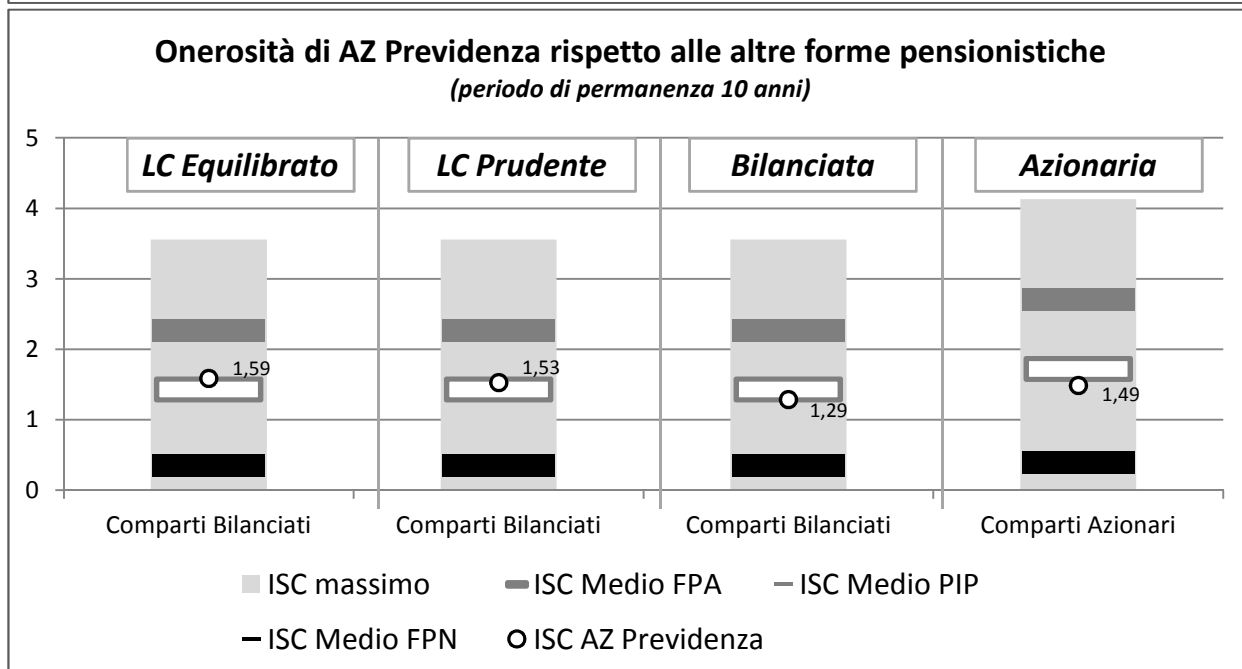 Onerosità di AZ Previdenza rispetto alle altre forme pensionistiche
(periodo di permanenza 10 anni)
5
4
3
2
1
0
LC Equilibrato
LC Prudente
Bilanciata
Azionaria
1,59
1,53
1,29
1,49
Comparti Bilanciati
Comparti Bilanciati
Comparti Bilanciati
Comparti Azionari
ISC massimo
ISC Medio FPA
ISC Medio PIP
ISC Medio FPN
ISC AZ Previdenza